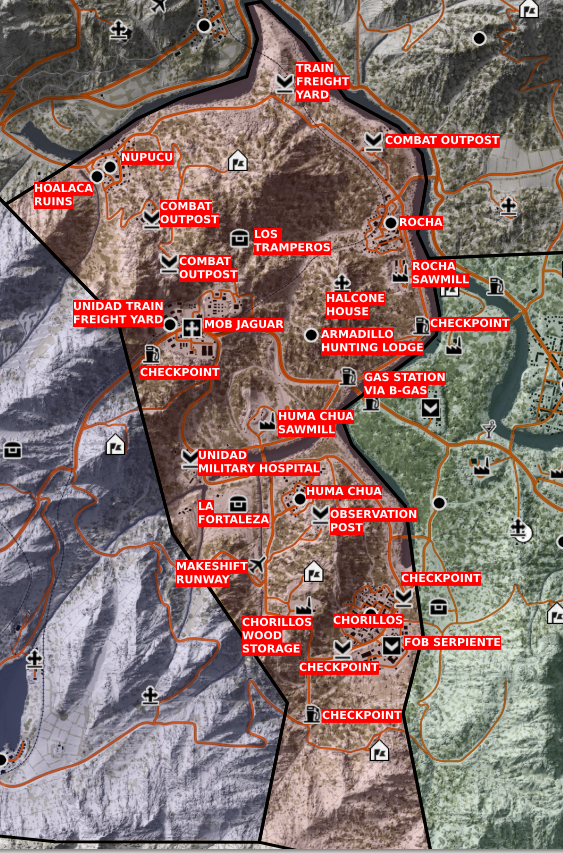 TRAIN
FREIGHT
YARD
COMBAT OUTPOST
NUPUCU
HOALACA
RUINS
COMBAT
OUTPOST
ROCHA
LOS
TRAMPEROS
COMBAT
OUTPOST
ROCHA
SAWMILL
HALCONE
HOUSE
UNIDAD TRAIN
FREIGHT YARD
MOB JAGUAR
CHECKPOINT
ARMADILLO
HUNTING LODGE
CHECKPOINT
GAS STATION
VIA B-GAS
HUMA CHUA
SAWMILL
UNIDAD
MILITARY HOSPITAL
HUMA CHUA
LA
FORTALEZA
OBSERVATION
POST
MAKESHIFT
RUNWAY
CHECKPOINT
CHORILLOS
WOOD
STORAGE
CHORILLOS
FOB SERPIENTE
CHECKPOINT
CHECKPOINT